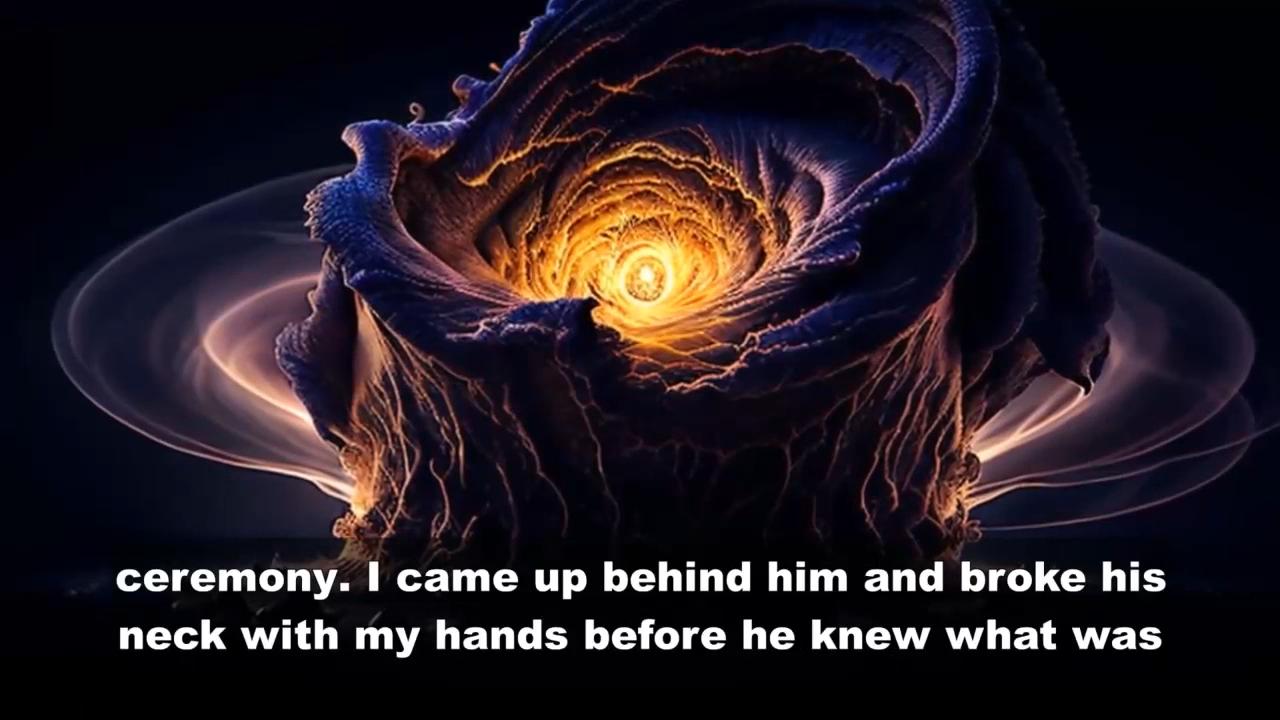 ceremony. I came up behind him and broke his
neck with my hands before he knew what was